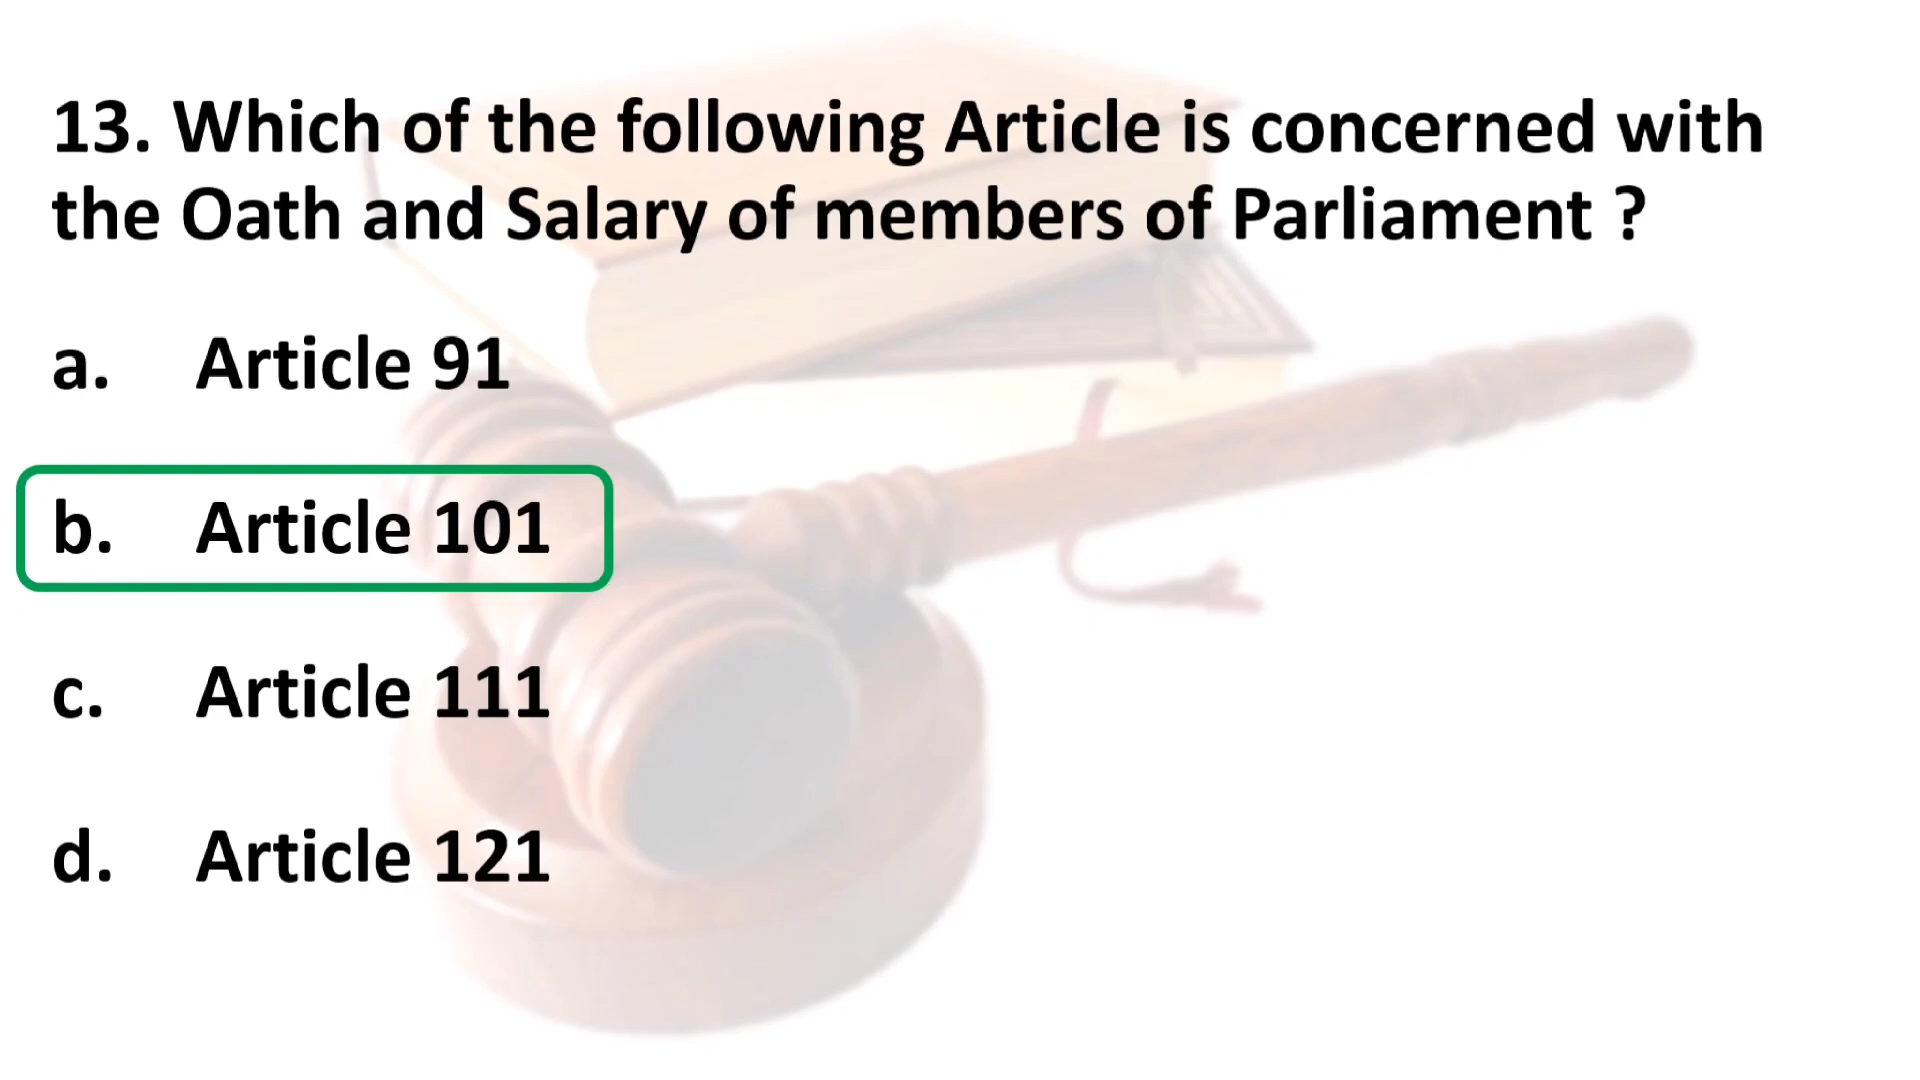 13. Which of the following Article is concerned with
the Oath and Salary of members of Parliament ?
a. Article 91
b. Article 101
c. Article 111
d. Article 121